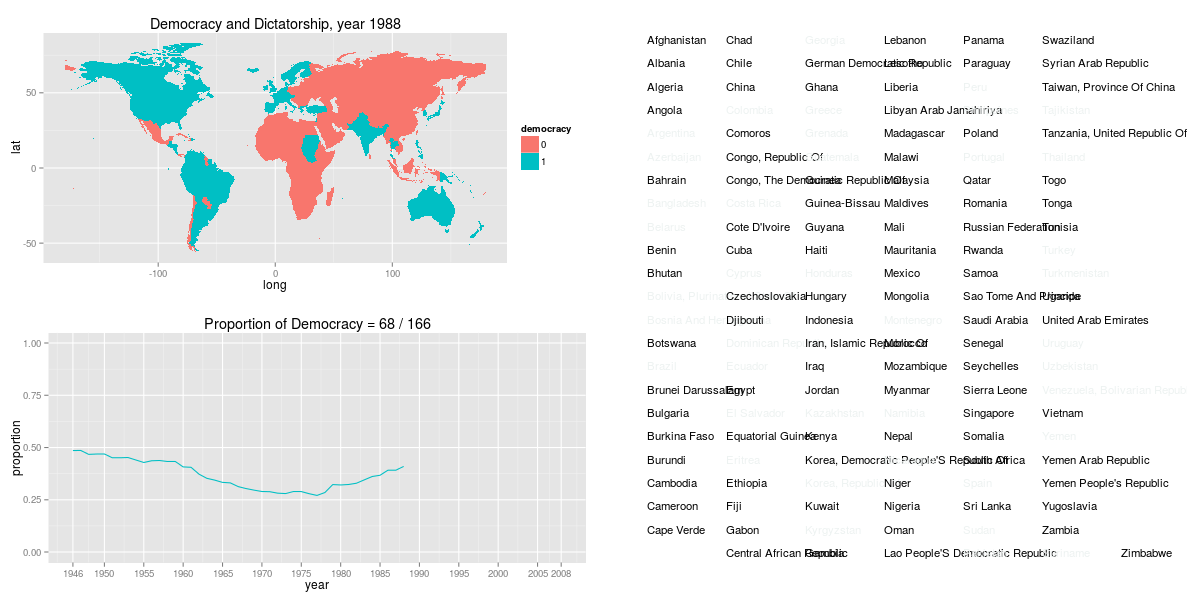 Democracy and Dictatorship, year 1988
50
0
-50
-100
0
100
lat
long
democracy
0
1
Proportion of Democracy = 68 / 166
1.00
0.75
0.50
0.25
0.00
proportion
1946 1950 1955 1960 1965 1970 1975 1980 1985 1990 1995 2000 2005 2008
year
Afghanistan Chad Georgia Lebanon Panama Swaziland
Albania Chile German Democratic Republic Lesotho Paraguay Syrian Arab Republic
Algeria China Ghana Liberia Peru Taiwan, Province Of China
Angola Colombia Greece Libyan Arab Jamahiriya Tajikistan
Argentina Comoros Grenada Madagascar Poland Tanzania, United Republic Of
Azerbaijan Congo, Republic Of Guatemala Malawi Portugal Thailand
Bahrain Congo, The Democratic Republic Of Guinea Malaysia Qatar Togo
Bangladesh Costa Rica Guinea-Bissau Maldives Romania Tonga
Belarus Cote D'Ivoire Guyana Mali Russian Federation Tunisia
Benin Cuba Haiti Mauritania Rwanda Turkey
Bhutan Cyprus Honduras Mexico Samoa Turkmenistan
Bolivia, Czechoslovakia Hungary Mongolia Sao Tome And Principe Uganda
Bosnia And Djibouti Indonesia Montenegro Saudi Arabia United Arab Emirates
Botswana Dominican Iran, Islamic Republic Of Morocco Senegal Uruguay
Brazil Ecuador Iraq Mozambique Seychelles Uzbekistan
Brunei Darussalam Egypt Jordan Myanmar Sierra Leone Venezuela, Bolivarian Repub
Bulgaria El Salvador Kazakhstan Namibia Singapore Vietnam
Burkina Faso Equatorial Guinea Kenya Nepal Somalia Yemen
Burundi Eritrea Korea, Democratic People'S Republic Of South Africa Yemen Arab Republic
Cambodia Ethiopia Korea, Niger Spain Yemen People's Republic
Cameroon Fiji Kuwait Nigeria Sri Lanka Yugoslavia
Cape Verde Gabon Kyrgyzstan Oman Sudan Zambia
Central African Republic Gambia Lao People'S Democratic Republic Zimbabwe